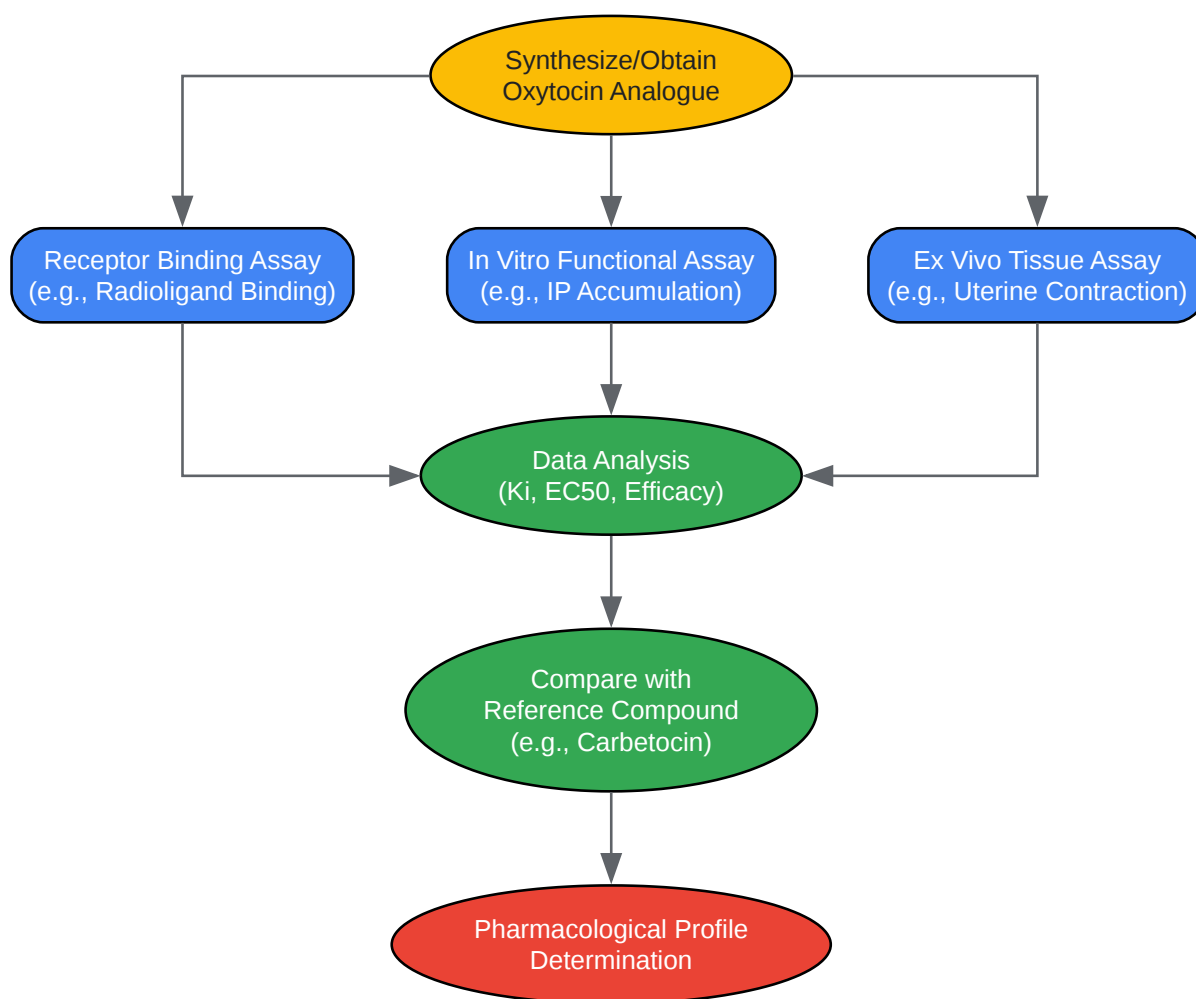 Synthesize/Obtain
Oxytocin Analogue
Receptor Binding Assay
(e.g., Radioligand Binding)
In Vitro Functional Assay
(e.g., IP Accumulation)
Ex Vivo Tissue Assay
(e.g., Uterine Contraction)
Data Analysis
(Ki, EC50, Efficacy)
Compare with
Reference Compound
(e.g., Carbetocin)
Pharmacological Profile
Determination